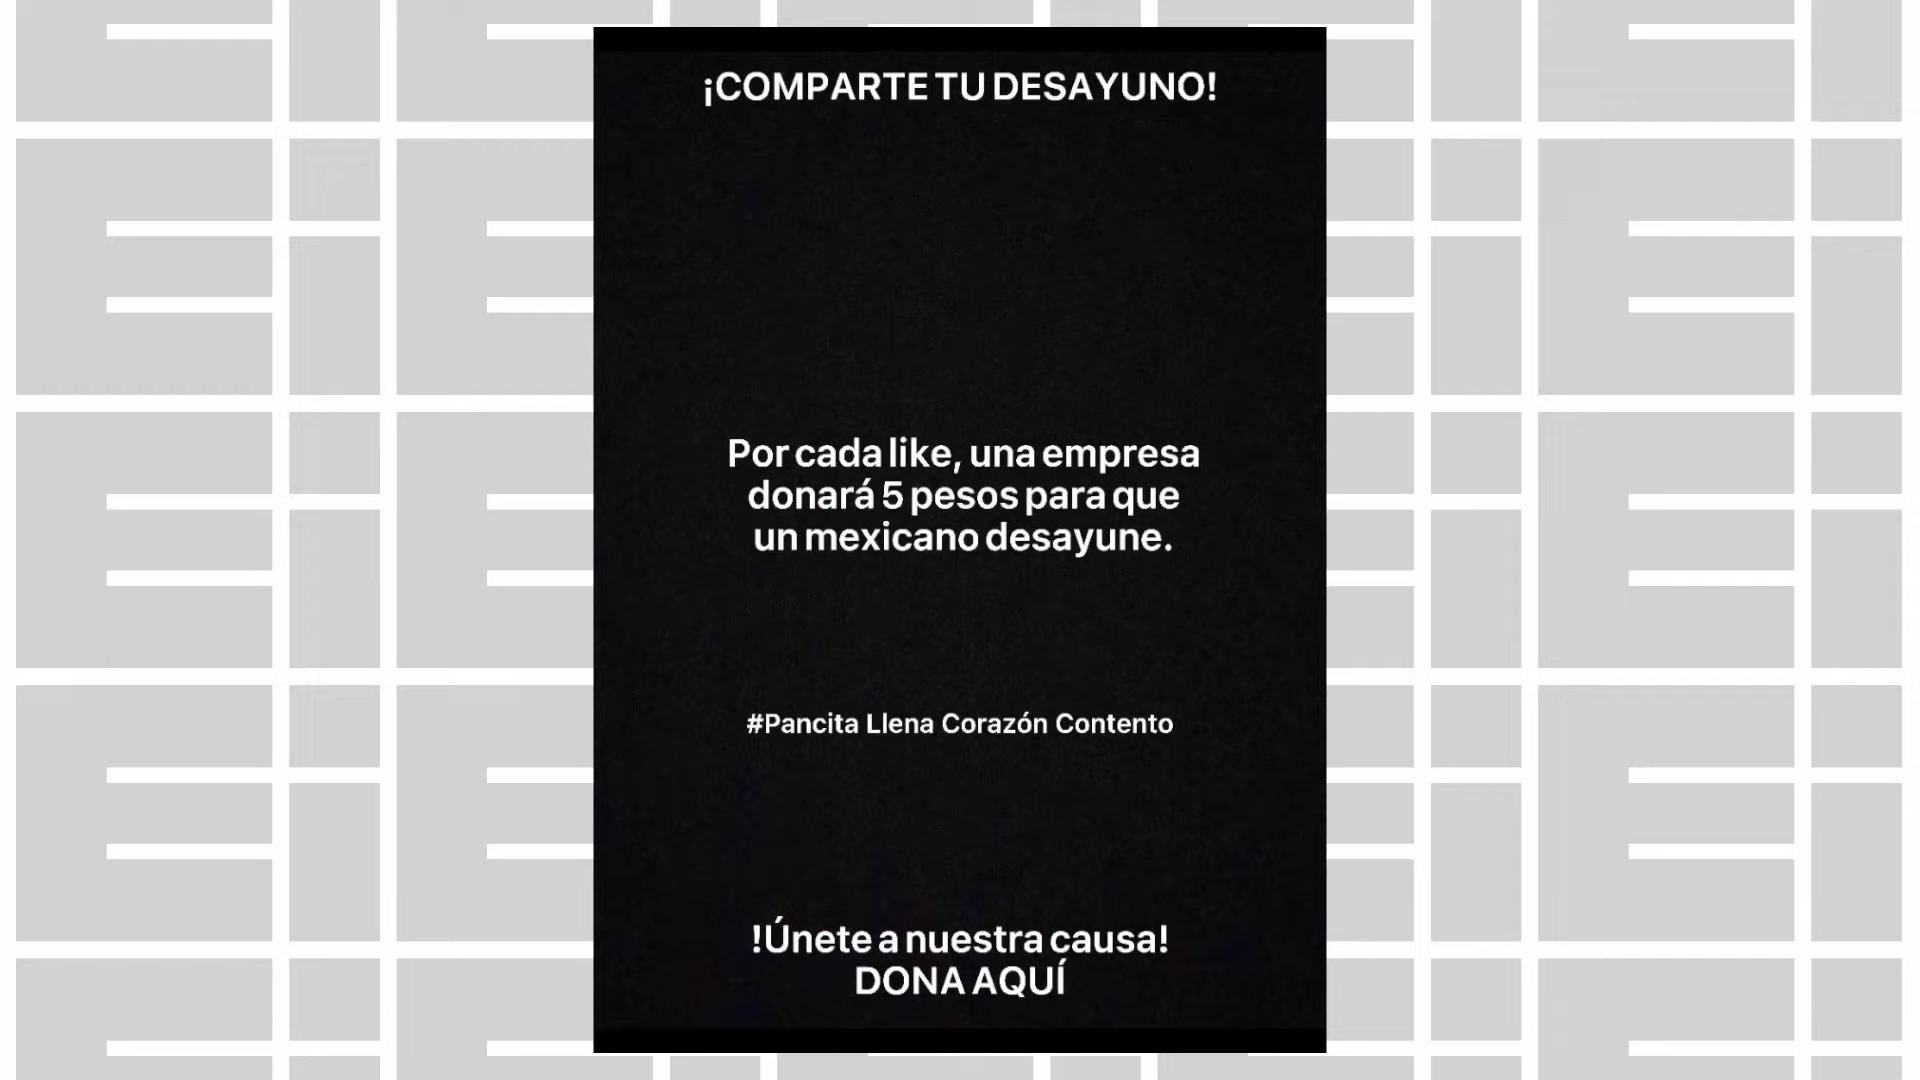 ¡COMPARTE TU DESAYUNO!
Por cada like, una empresa
donará 5 pesos para que
un mexicano desayune.
#Pancita Llena Corazón Contento
!Únete a nuestra causa!
DONA AQUÍ